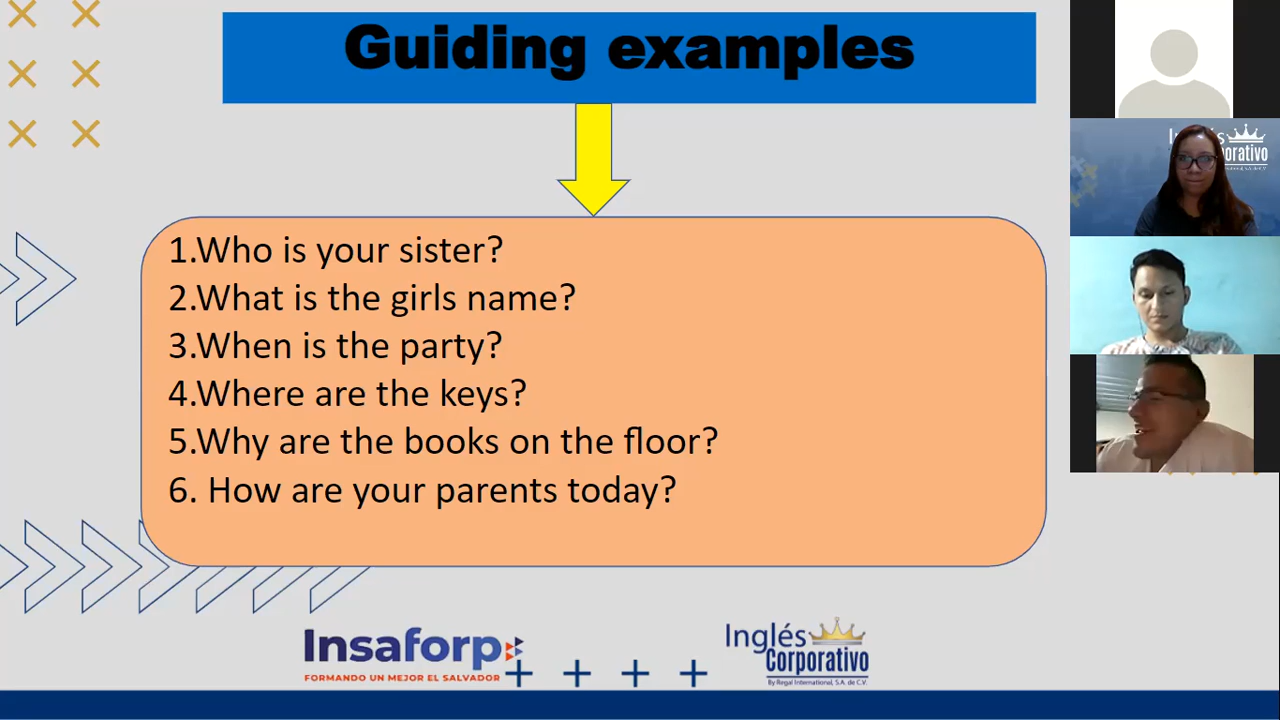 Guiding examples
1.Who is your sister?
2.What is the girls name?
3.When is the party?
4.Where are the keys?
5.Why are the books on the floor?
6. How are your parents today?
Insaforp
FORMANDO UN MEJOR EL SALVADOR
Inglés
Corporativo
By Regal International, S.A. de C.V.